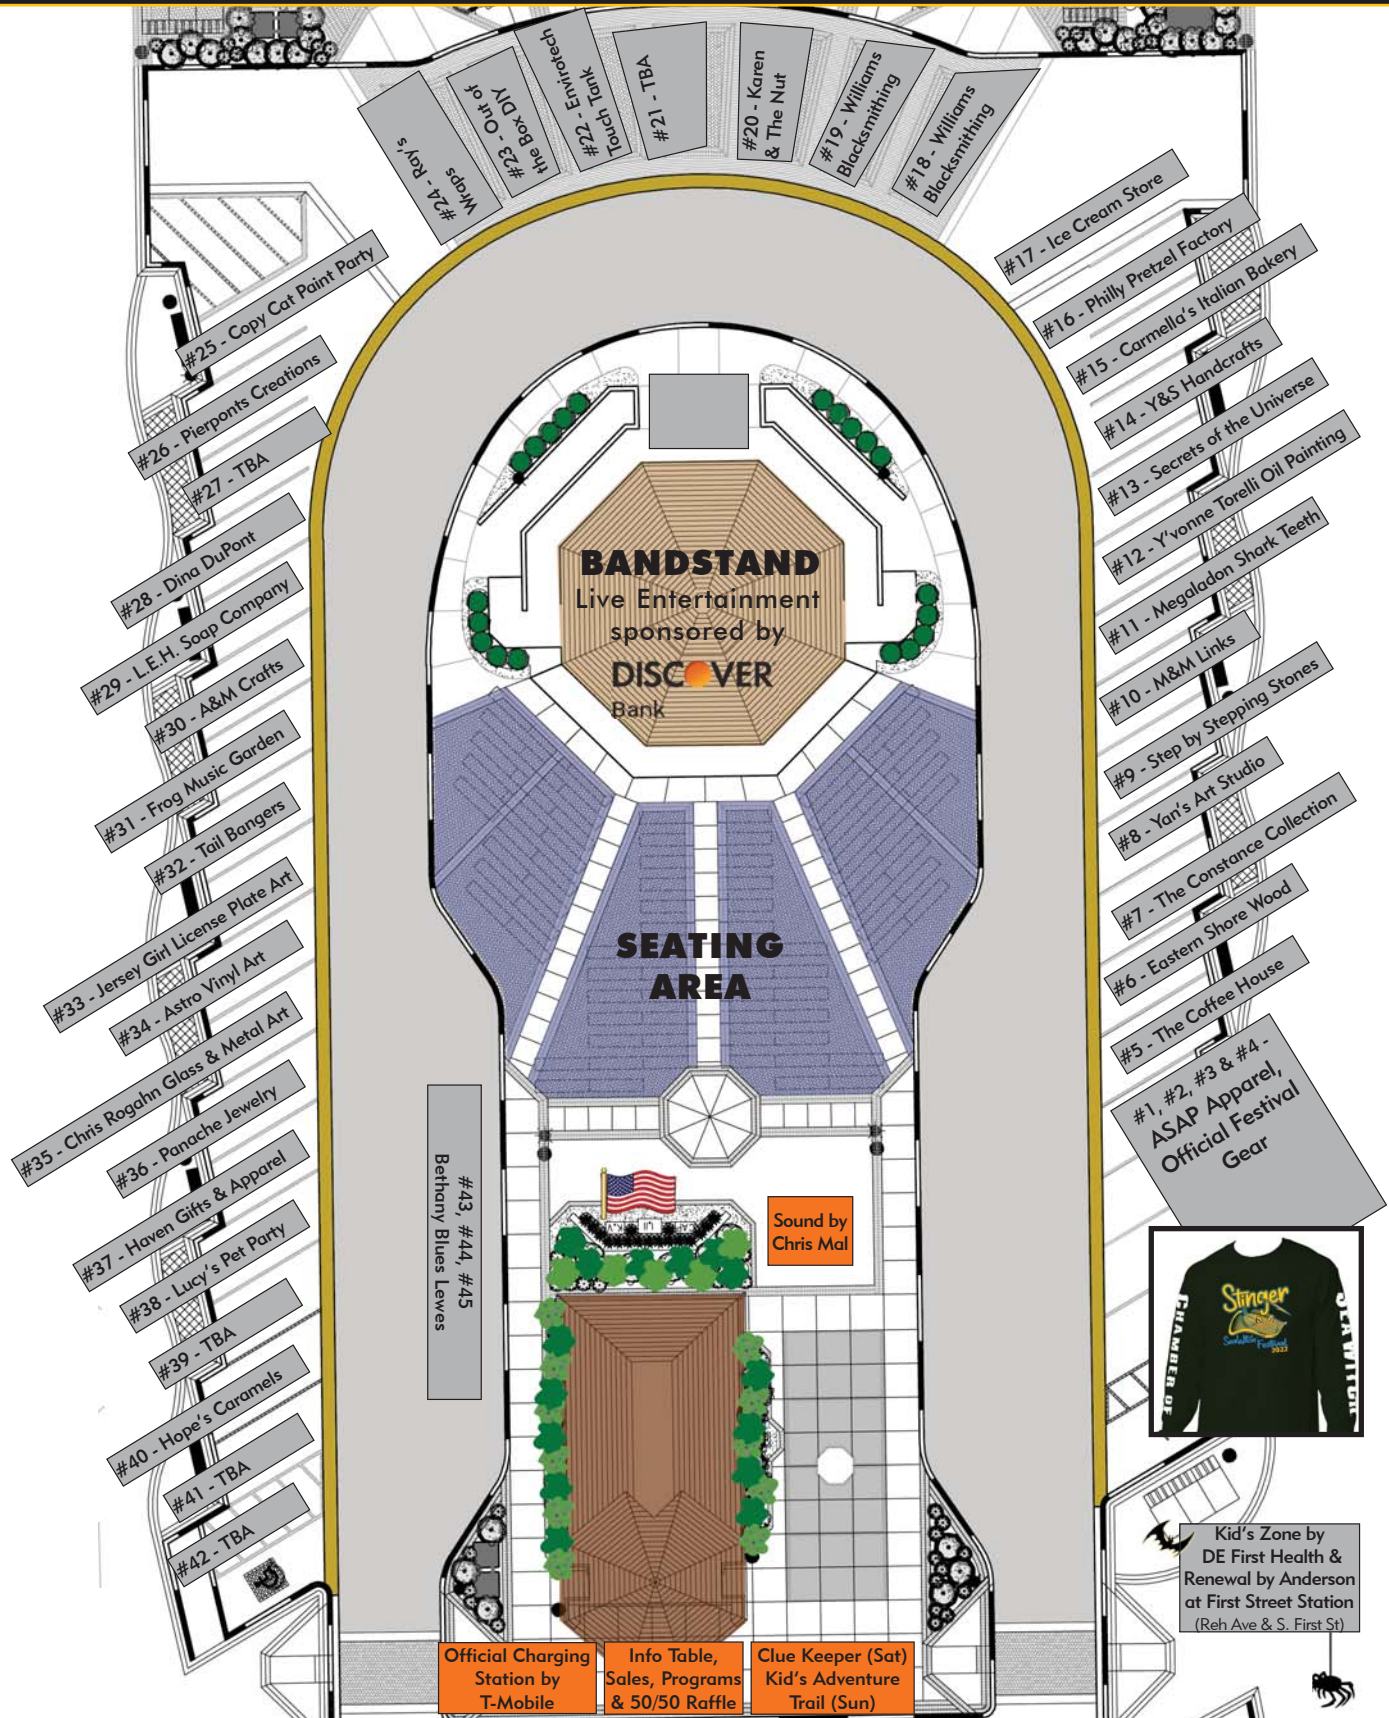 #24 - Ray's
Wraps
#23 - Out of
the Box DIY
#22 - Envirotech
Touch Tank
#21 - TBA
#20 - Karen
& The Nut
#19 - Williams
Blacksmithing
#18 - Williams
Blacksmithing
#17 - Ice Cream Store
#16 - Philly Pretzel Factory
#15 - Carmella's Italian Bakery
#14 - Y&S Handcrafts
#13 - Secrets of the Universe
#12 - Y'vonne Torelli Oil Painting
#11 - Megaladon Shark Teeth
#10 - M&M Links
#9 - Step by Stepping Stones
#8 - Yan's Art Studio
#7 - The Constance Collection
#6 - Eastern Shore Wood
#5 - The Coffee House
#1, #2, #3 & #4 -
ASAP Apparel,
Official Festival
Gear
#25 - Copy Cat Paint Party
#26 - Pierponts Creations
#27 - TBA
#28 - Dina DuPont
#29 - L.E.H. Soap Company
#30 - A&M Crafts
#31 - Frog Music Garden
#32 - Tail Bangers
#33 - Jersey Girl License Plate Art
#34 - Astro Vinyl Art
#35 - Chris Rogahn Glass & Metal Art
#36 - Panache Jewelry
#37 - Haven Gifts & Apparel
#38 - Lucy's Pet Party
#39 - TBA
#40 - Hope's Caramels
#41 - TBA
#42 - TBA
BANDSTAND
Live Entertainment
sponsored by
DISCOVER
Bank
SEATING
AREA
#43, #44, #45
Bethany Blues Lewes
Sound by
Chris Mal
Stinger
Festival
2022
CHAMBER OF
SEA WITCH
Kid's Zone by
DE First Health &
Renewal by Anderson
at First Street Station
(Reh Ave & S. First St)
Official Charging
Station by
T-Mobile
Info Table,
Sales, Programs
& 50/50 Raffle
Clue Keeper (Sat)
Kid's Adventure
Trail (Sun)